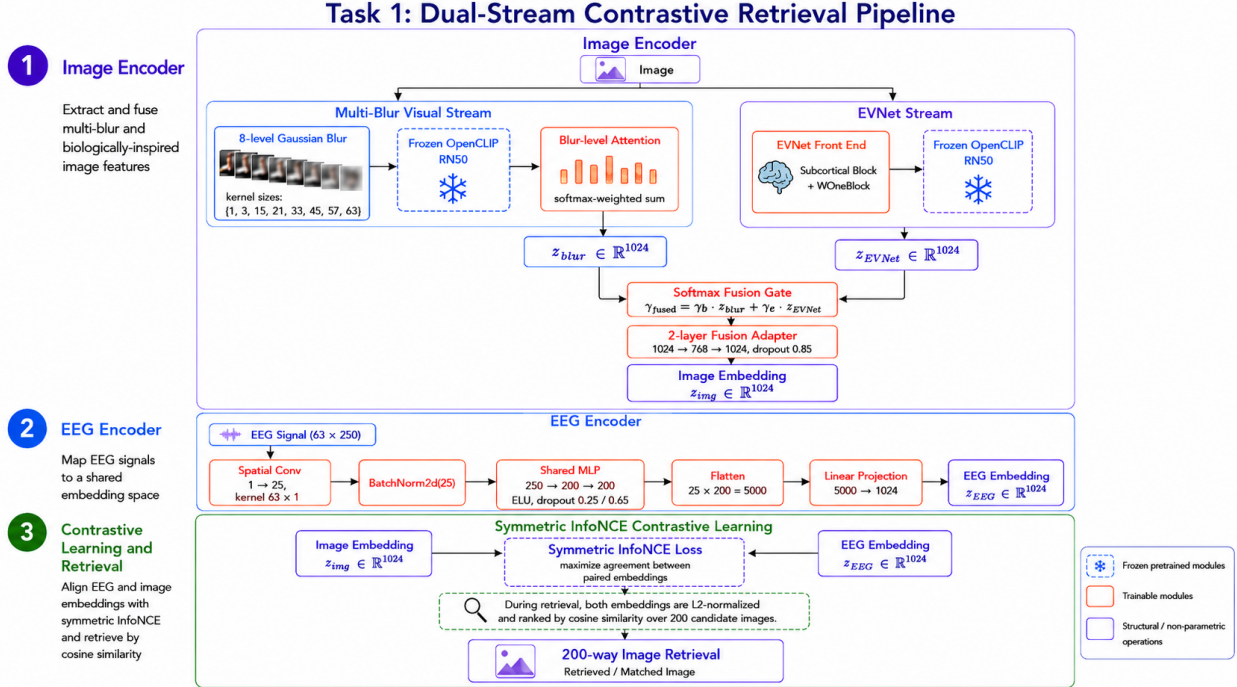 Task 1: Dual-Stream Contrastive Retrieval Pipeline
1
Image Encoder
Extract and fuse
multi-blur and
biologically-inspired
image features
Image Encoder
Image
Multi-Blur Visual Stream
8-level Gaussian Blur
kernel sizes:
{1, 3, 15, 21, 33, 45, 57, 63}
Frozen OpenCLIP
RN50
Blur-level Attention
softmax-weighted sum
EVNet Stream
EVNet Front End
Subcortical Block
+ WOneBlock
Frozen OpenCLIP
RN50
z_blur ∈ ℝ^1024
z_EVNet ∈ ℝ^1024
Softmax Fusion Gate
γ_fused = γ_b · z_blur + γ_e · z_EVNet
2-layer Fusion Adapter
1024 → 768 → 1024, dropout 0.85
Image Embedding
z_img ∈ ℝ^1024
2
EEG Encoder
Map EEG signals
to a shared
embedding space
EEG Encoder
EEG Signal (63 × 250)
Spatial Conv
1 → 25,
kernel 63 × 1
BatchNorm2d(25)
Shared MLP
250 → 200 → 200
ELU, dropout 0.25 / 0.65
Flatten
25 × 200 = 5000
Linear Projection
5000 → 1024
EEG Embedding
z_EEG ∈ ℝ^1024
3
Contrastive
Learning and
Retrieval
Align EEG and image
embeddings with
symmetric InfoNCE
and retrieve by
cosine similarity
Symmetric InfoNCE Contrastive Learning
Image Embedding
z_img ∈ ℝ^1024
Symmetric InfoNCE Loss
maximize agreement between
paired embeddings
EEG Embedding
z_EEG ∈ ℝ^1024
During retrieval, both embeddings are L2-normalized
and ranked by cosine similarity over 200 candidate images.
200-way Image Retrieval
Retrieved / Matched Image
Frozen pretrained modules
Trainable modules
Structural / non-parametric
operations